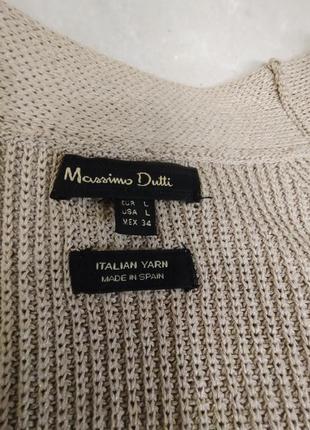 Massimo Dutti
EUR L
USA L
MEX 34
ITALIAN YARN
MADE IN SPAIN